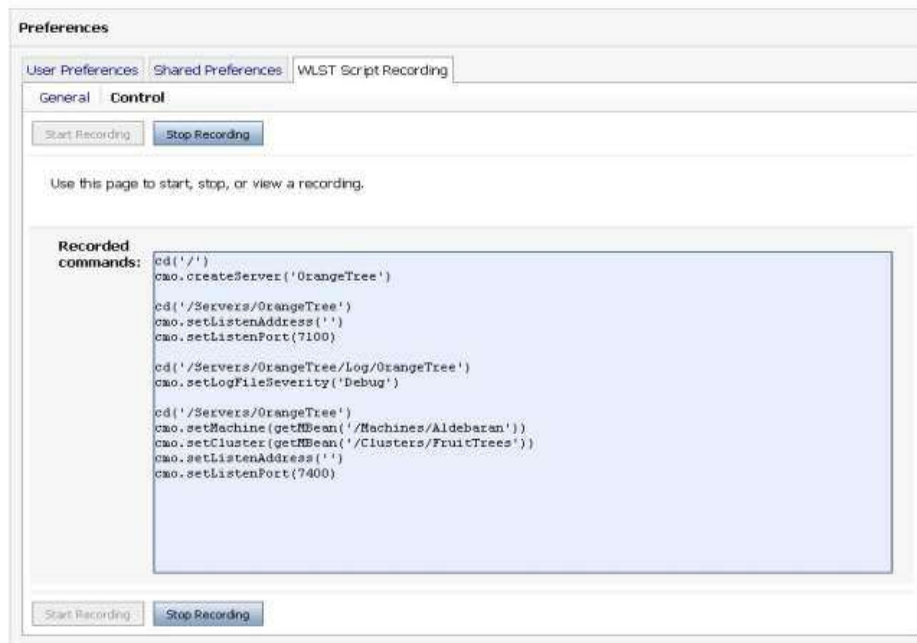 Preferences
User Preferences Shared Preferences WLST Script Recording
General Control
Start Recording Stop Recording
Use this page to start, stop, or view a recording.
Recorded commands:
cd('/')
cmo.createServer('OrangeTree')
cd('/Servers/OrangeTree')
cmo.setListenAddress('')
cmo.setListenPort(7100)
cd('/Servers/OrangeTree/Log/OrangeTree')
cmo.setLogFileSeverity('Debug')
cd('/Servers/OrangeTree')
cmo.setMachine(getMBean('/Machines/Aldebaran'))
cmo.setCluster(getMBean('/Clusters/FruitTrees'))
cmo.setListenAddress('')
cmo.setListenPort(7400)
Start Recording Stop Recording